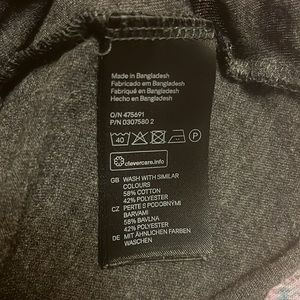 Made in Bangladesh
Fabricado em Bangladesh
Fabriqué en Bangladesh
Hecho en Bangladesh
O/N 475691
P/N 0307580 2
40 P
clevercare.info
GB WASH WITH SIMILAR
COLOURS
58% COTTON
42% POLYESTER
CZ PERTE S PODOBNÝMI
BARVAMI
58% BAVLNA
42% POLYESTER
DE MIT ÄHNLICHEN FARBEN
WASCHEN